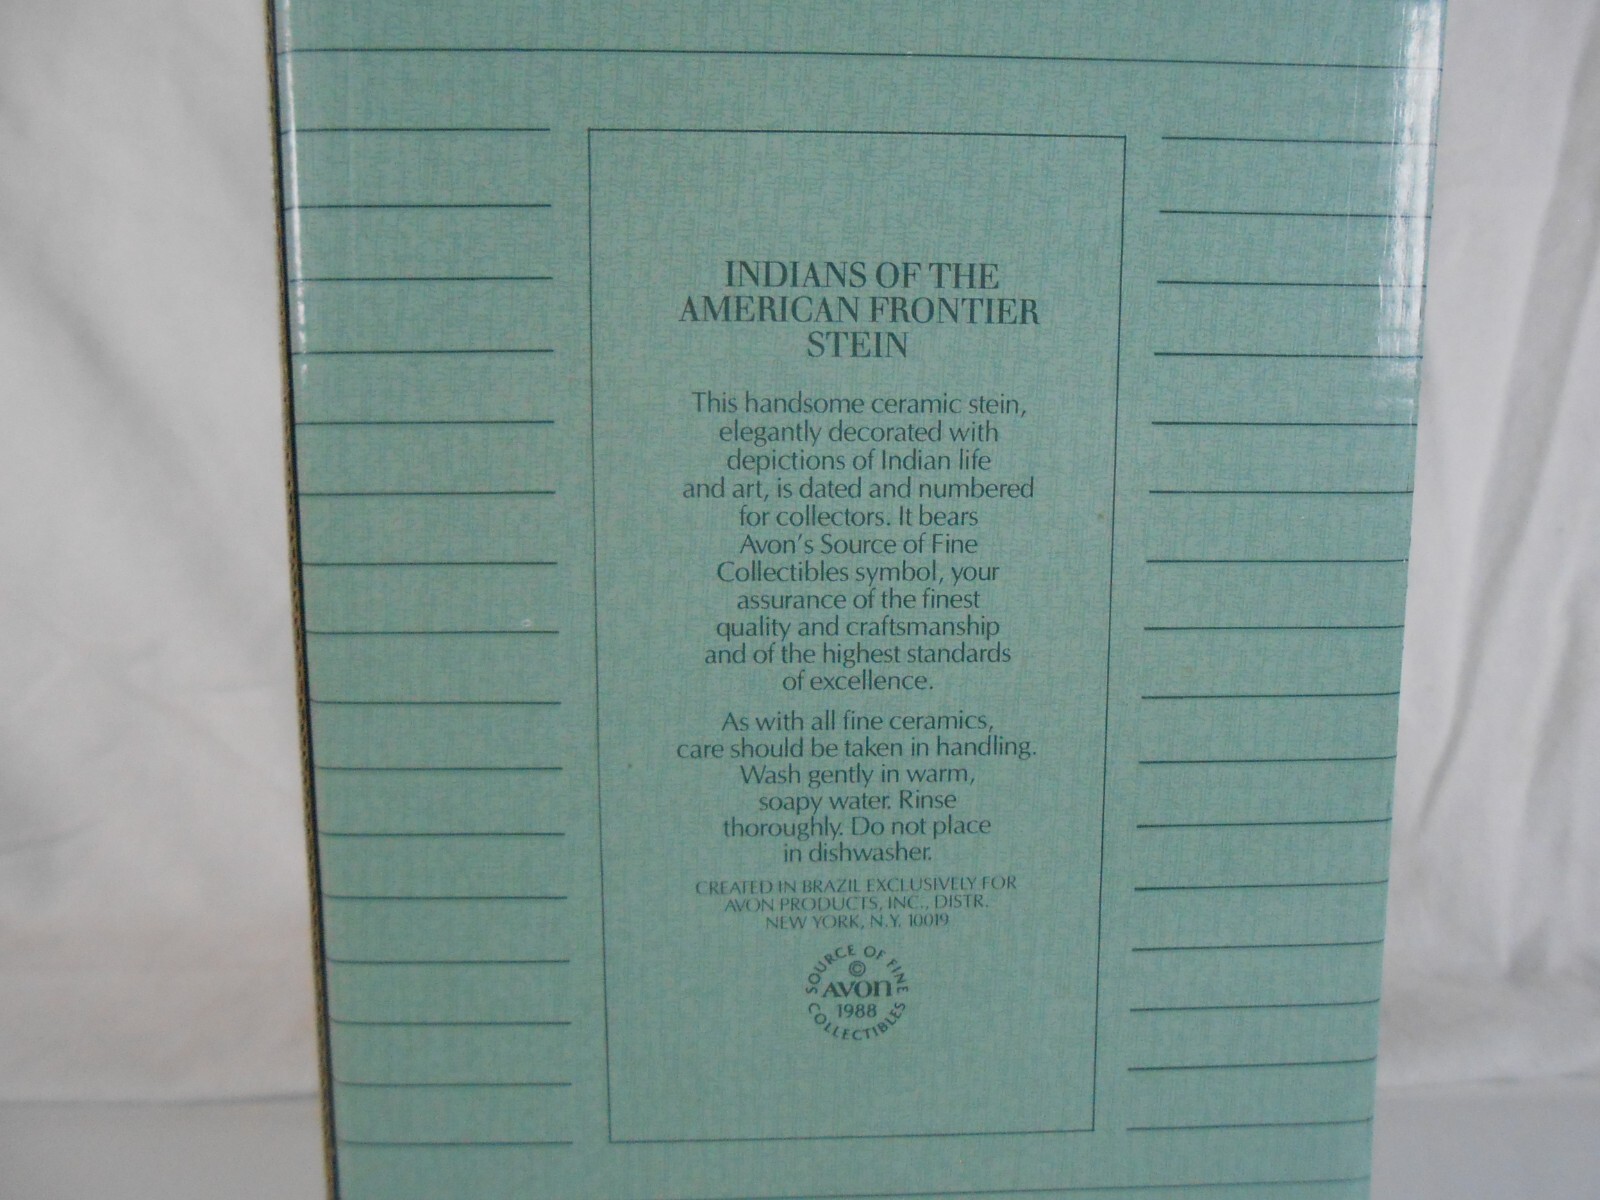 INDIANS OF THE
AMERICAN FRONTIER
STEIN
This handsome ceramic stein,
elegantly decorated with
depictions of Indian life
and art, is dated and numbered
for collectors. It bears
Avon's Source of Fine
Collectibles symbol, your
assurance of the finest
quality and craftsmanship
and of the highest standards
of excellence.
As with all fine ceramics,
care should be taken in handling.
Wash gently in warm,
soapy water. Rinse
thoroughly. Do not place
in dishwasher.
CREATED IN BRAZIL EXCLUSIVELY FOR
AVON PRODUCTS, INC., DISTR.
NEW YORK, N.Y. 10019
SOURCE OF FINE
©
AVON
1988
COLLECTIBLES